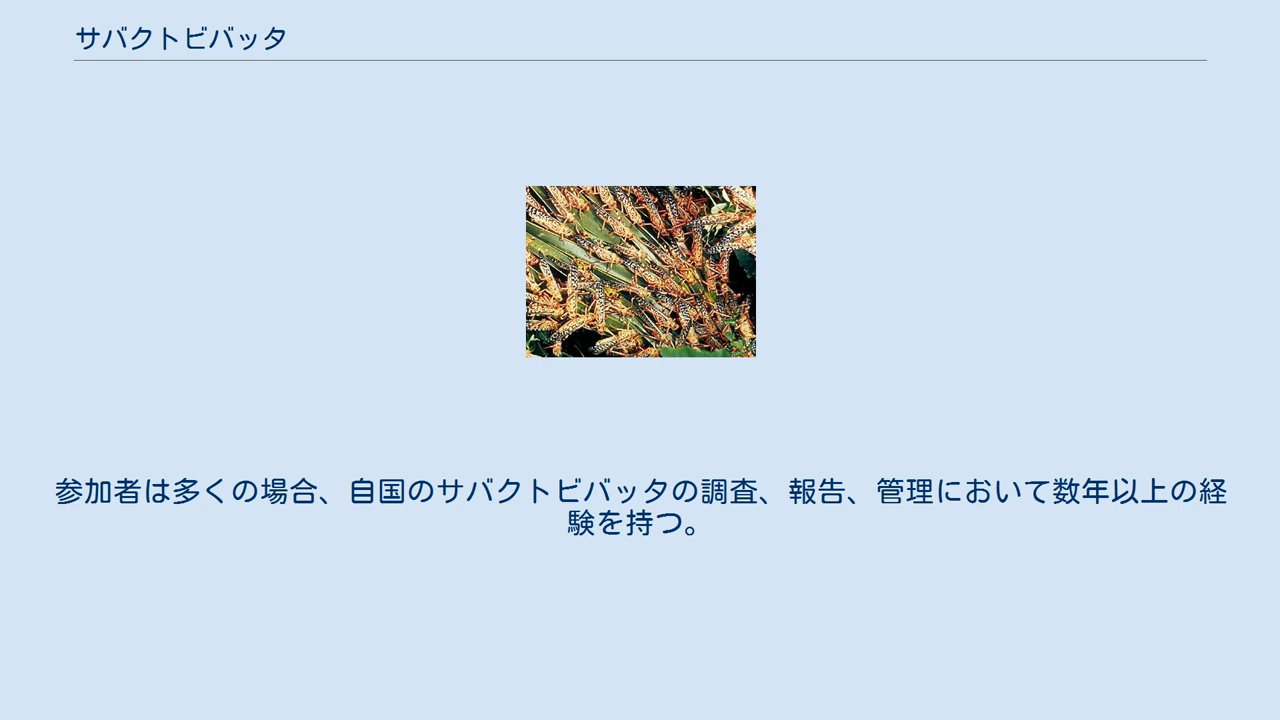 サバクトビバッタ
参加者は多くの場合、自国のサバクトビバッタの調査、報告、管理において数年以上の経
験を持つ。